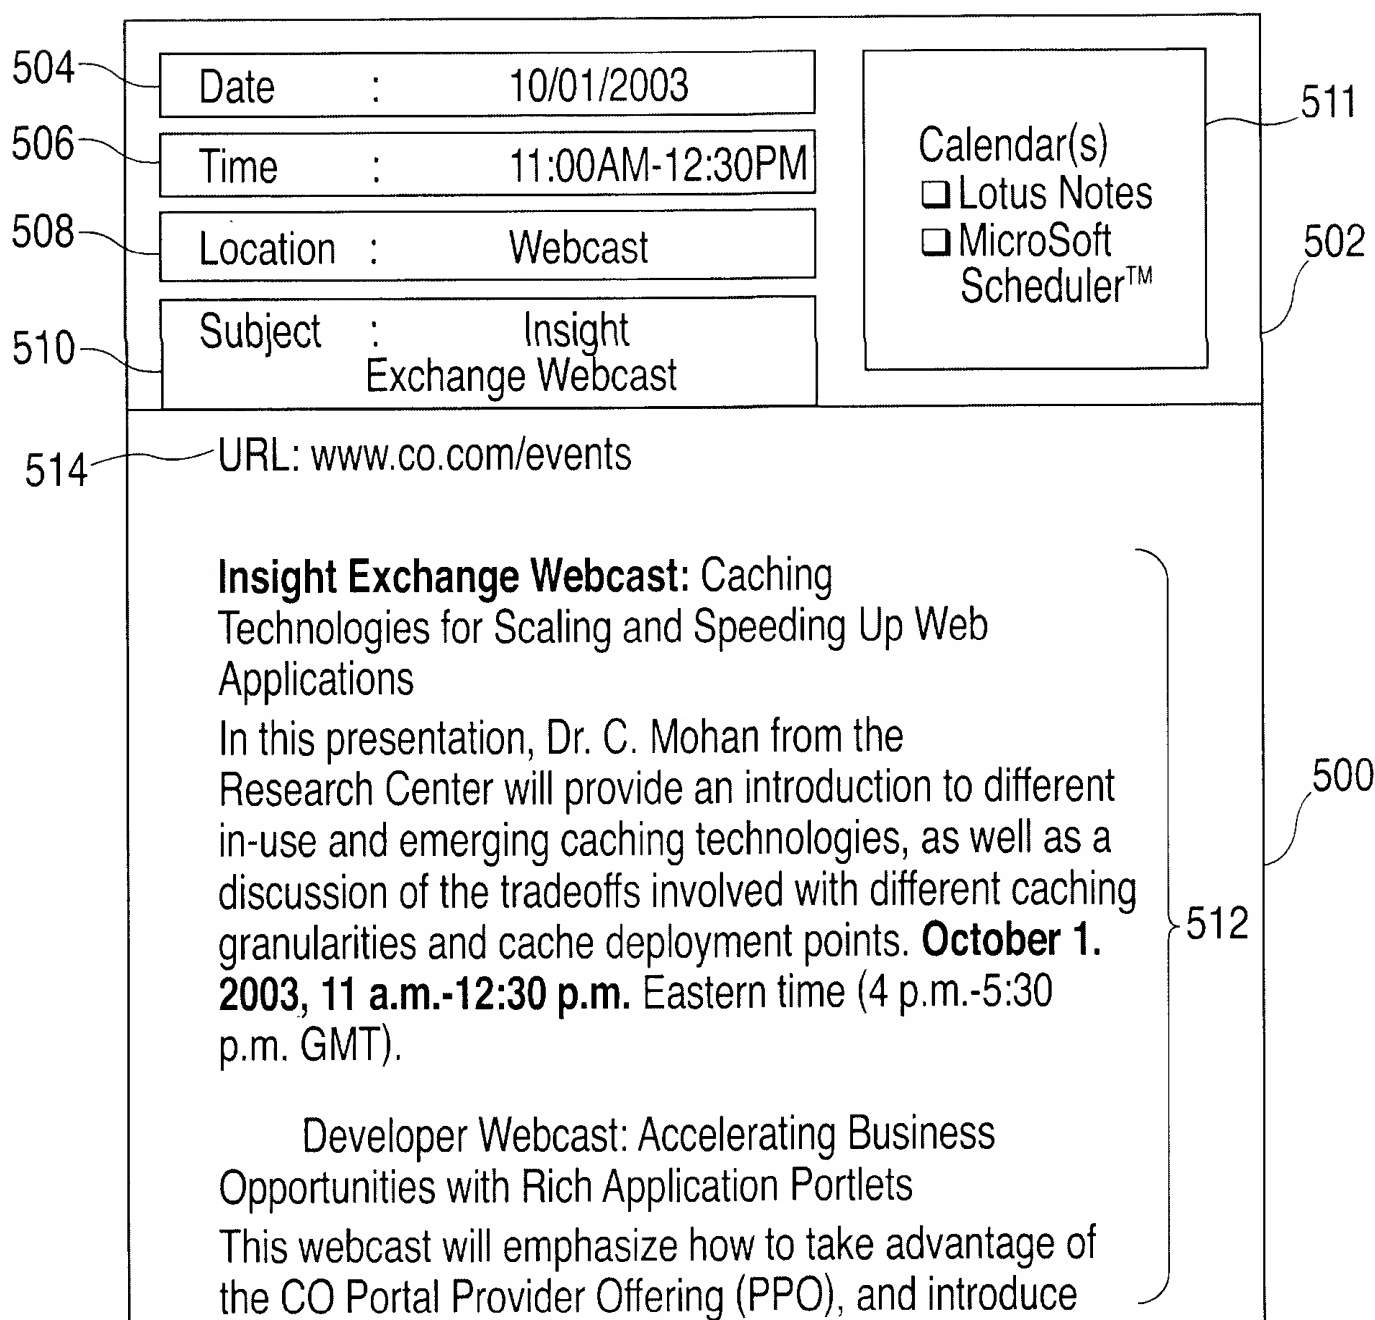 504
Date : 10/01/2003
506
Time : 11:00AM-12:30PM
508
Location : Webcast
510
Subject : Insight
Exchange Webcast
Calendar(s)
❑ Lotus Notes
❑ MicroSoft
Scheduler™
511
502
514
URL: www.co.com/events
Insight Exchange Webcast: Caching
Technologies for Scaling and Speeding Up Web
Applications
In this presentation, Dr. C. Mohan from the
Research Center will provide an introduction to different
in-use and emerging caching technologies, as well as a
discussion of the tradeoffs involved with different caching
granularities and cache deployment points. October 1.
2003, 11 a.m.-12:30 p.m. Eastern time (4 p.m.-5:30
p.m. GMT).
500
512
Developer Webcast: Accelerating Business
Opportunities with Rich Application Portlets
This webcast will emphasize how to take advantage of
the CO Portal Provider Offering (PPO), and introduce